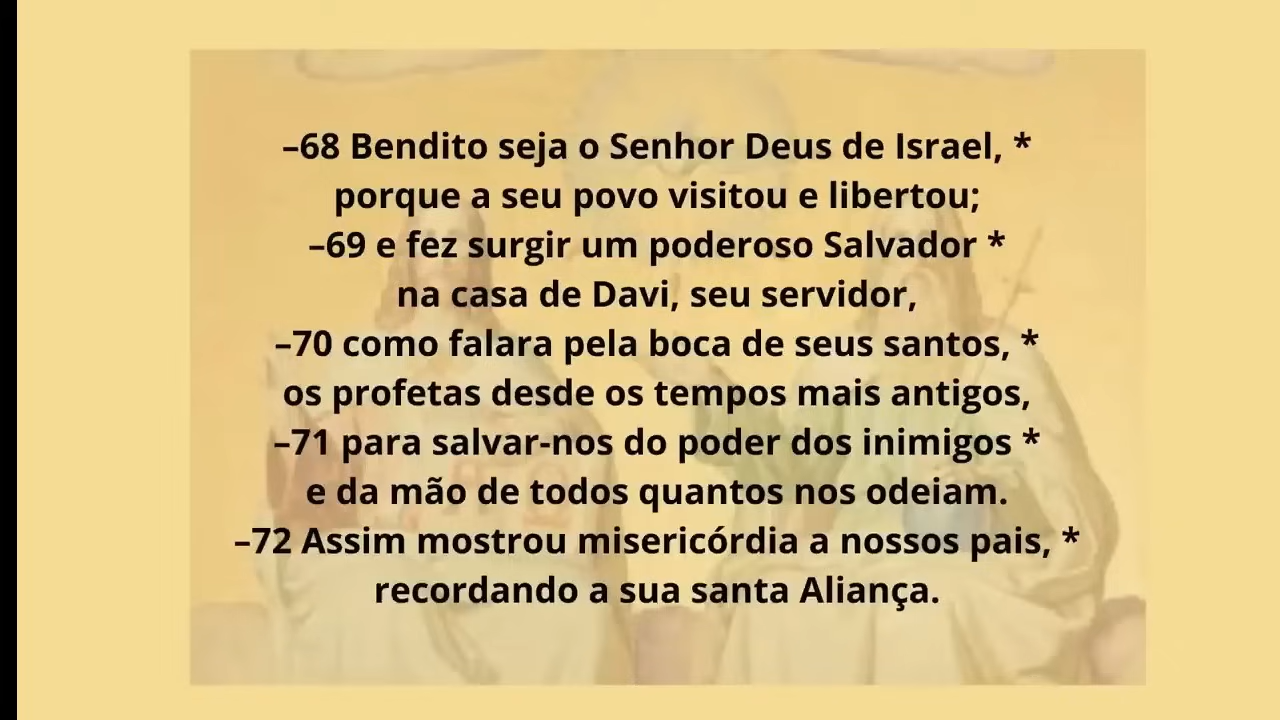 –68 Bendito seja o Senhor Deus de Israel, *
porque a seu povo visitou e libertou;
–69 e fez surgir um poderoso Salvador *
na casa de Davi, seu servidor,
–70 como falara pela boca de seus santos, *
os profetas desde os tempos mais antigos,
–71 para salvar-nos do poder dos inimigos *
e da mão de todos quantos nos odeiam.
–72 Assim mostrou misericórdia a nossos pais, *
recordando a sua santa Aliança.